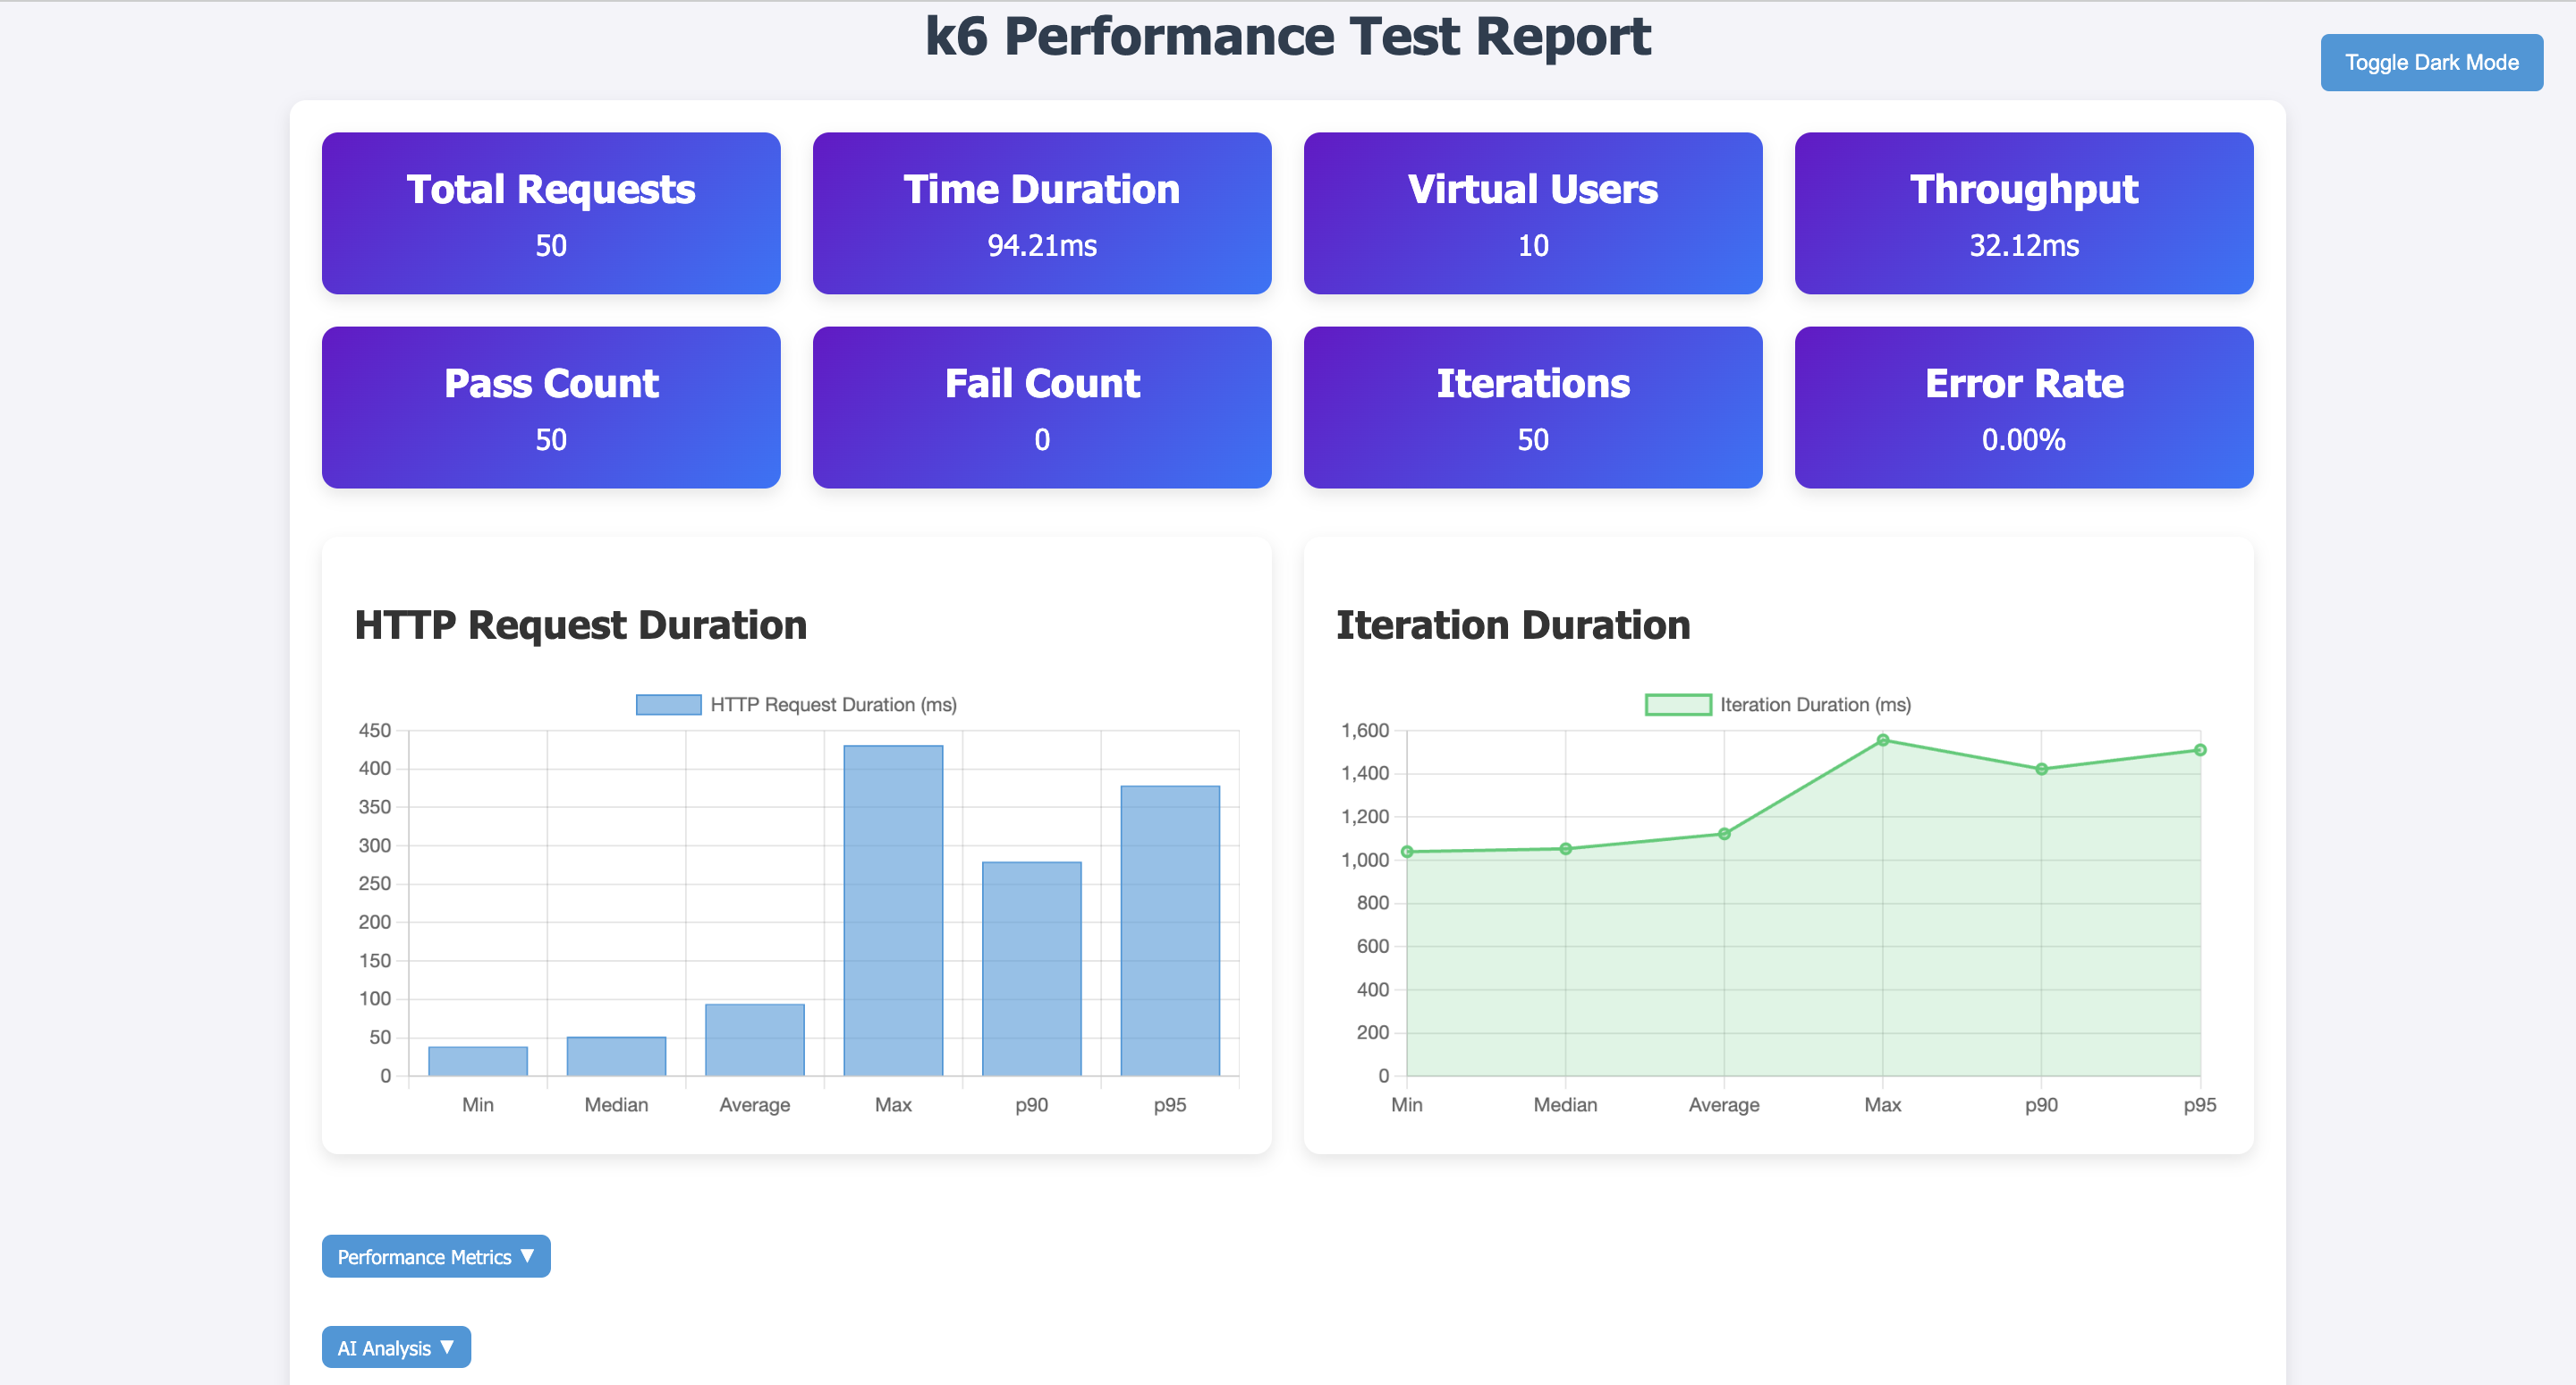 k6 Performance Test Report
Toggle Dark Mode
Total Requests
50
Time Duration
94.21ms
Virtual Users
10
Throughput
32.12ms
Pass Count
50
Fail Count
0
Iterations
50
Error Rate
0.00%
HTTP Request Duration
HTTP Request Duration (ms)
450
400
350
300
250
200
150
100
50
0
Min Median Average Max p90 p95
Iteration Duration
Iteration Duration (ms)
1,600
1,400
1,200
1,000
800
600
400
200
0
Min Median Average Max p90 p95
Performance Metrics ▼
AI Analysis ▼